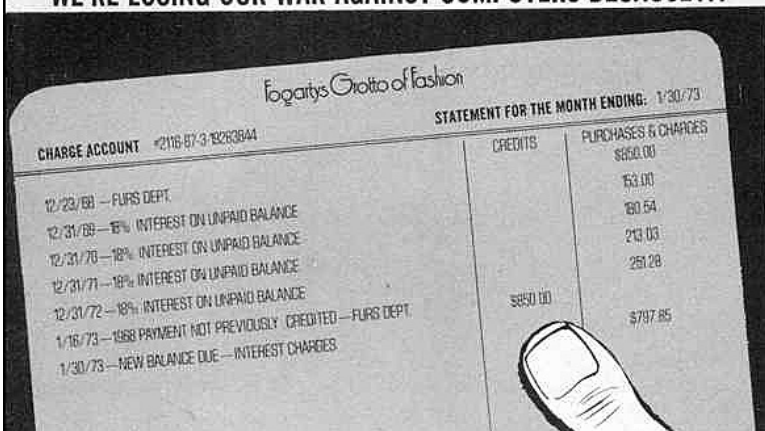 WE'RE LOSING OUR WAR AGAINST COMPUTERS BECAUSE...
Fogartys Grotto of Fashion
CHARGE ACCOUNT #2116-87-3-19283844 STATEMENT FOR THE MONTH ENDING: 1/30/73
CREDITS PURCHASES & CHARGES
12/23/68 — FURS DEPT. $850.00
12/31/69—18% INTEREST ON UNPAID BALANCE 153.00
12/31/70—18% INTEREST ON UNPAID BALANCE 180.54
12/31/71—18% INTEREST ON UNPAID BALANCE 213.03
12/31/72—18% INTEREST ON UNPAID BALANCE 251.28
1/16/73—1968 PAYMENT NOT PREVIOUSLY CREDITED—FURS DEPT. $850.00
1/30/73—NEW BALANCE DUE—INTEREST CHARGES $797.85